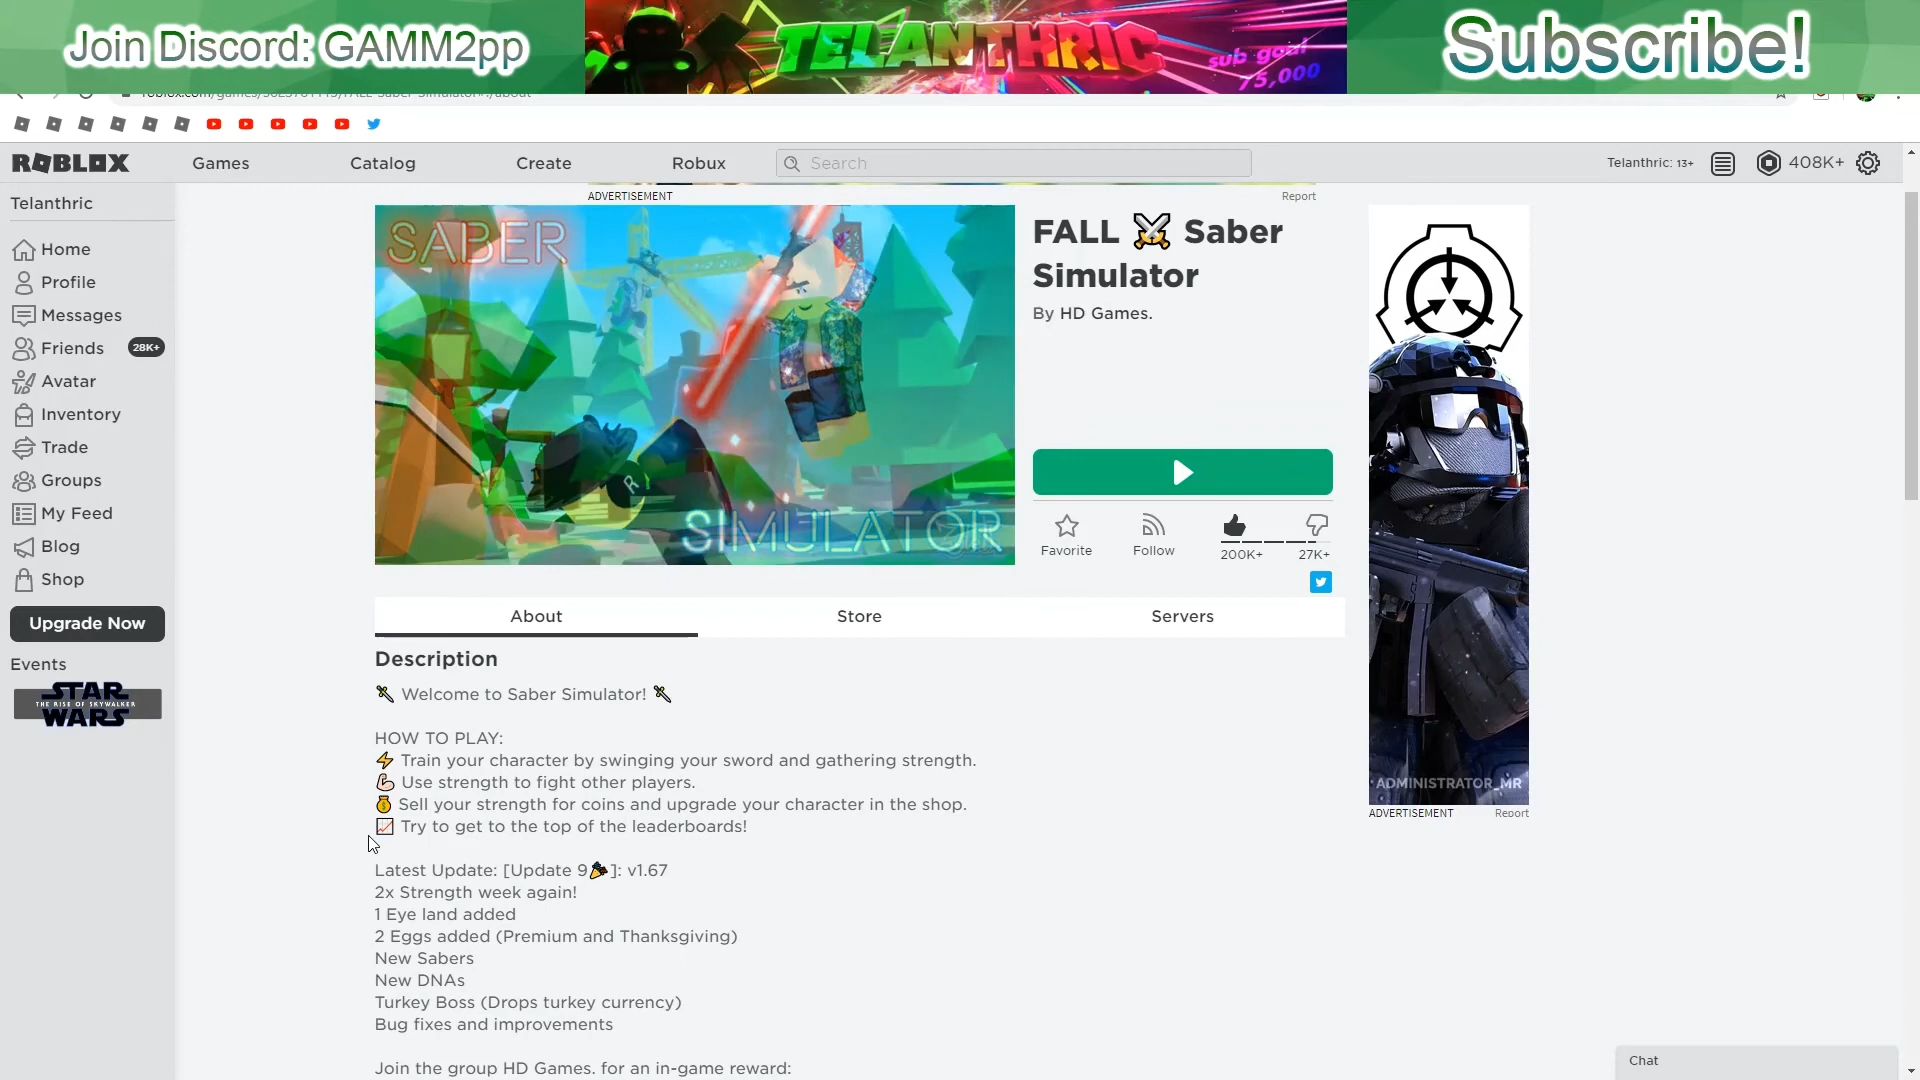 Join Discord: GAMM2pp
TELANTHRIC
sub goal
75,000
Subscribe!
ROBLOX
Games
Catalog
Create
Robux
Search
Telanthric: 13+
408K+
Telanthric
Home
Profile
Messages
Friends
28K+
Avatar
Inventory
Trade
Groups
My Feed
Blog
Shop
Upgrade Now
Events
STAR
THE RISE OF SKYWALKER
WARS
ADVERTISEMENT
Report
SABER
SIMULATOR
R
FALL ⚔️ Saber
Simulator
By HD Games.
Favorite
Follow
200K+
27K+
About
Store
Servers
Description
🗡️ Welcome to Saber Simulator! 🗡️
HOW TO PLAY:
⚡ Train your character by swinging your sword and gathering strength.
💪 Use strength to fight other players.
💰 Sell your strength for coins and upgrade your character in the shop.
📈 Try to get to the top of the leaderboards!
Latest Update: [Update 9🎉]: v1.67
2x Strength week again!
1 Eye land added
2 Eggs added (Premium and Thanksgiving)
New Sabers
New DNAs
Turkey Boss (Drops turkey currency)
Bug fixes and improvements
Join the group HD Games. for an in-game reward:
ADMINISTRATOR_MR
ADVERTISEMENT
Report
Chat